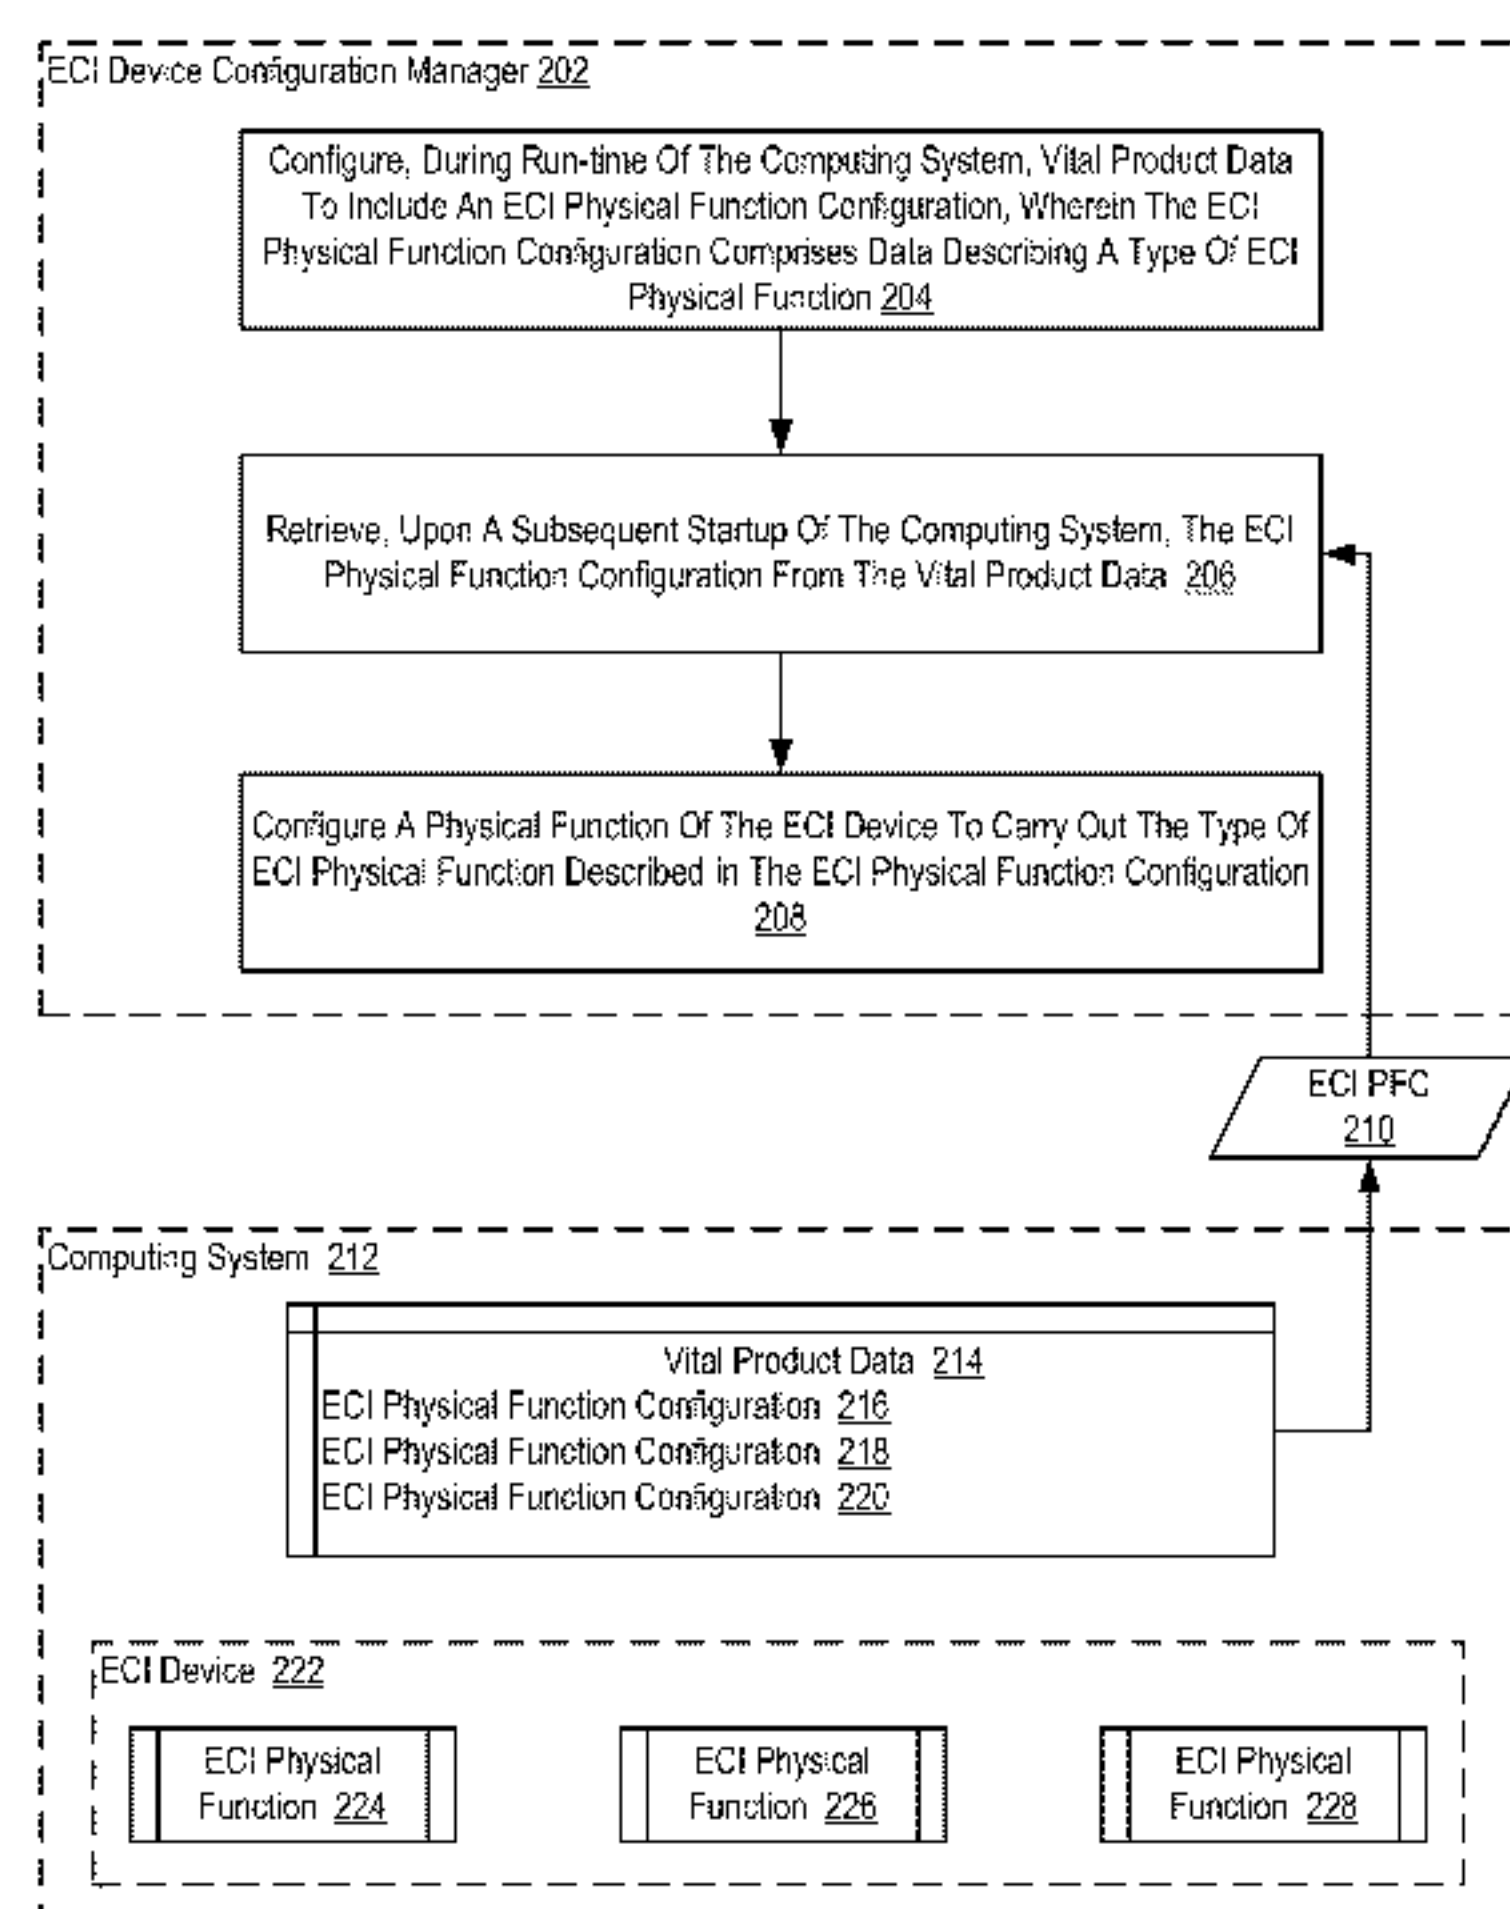 ECI Device Configuration Manager 202
Configure, During Run-time Of The Computing System, Vital Product Data
To Include An ECI Physical Function Configuration, Wherein The ECI
Physical Function Configuration Comprises Data Describing A Type Of ECI
Physical Function 204
Retrieve, Upon A Subsequent Startup Of The Computing System, The ECI
Physical Function Configuration From The Vital Product Data 206
Configure A Physical Function Of The ECI Device To Carry Out The Type Of
ECI Physical Function Described in The ECI Physical Function Configuration
208
ECI PFC
210
Computing System 212
Vital Product Data 214
ECI Physical Function Configuration 216
ECI Physical Function Configuration 218
ECI Physical Function Configuration 220
ECI Device 222
ECI Physical
Function 224
ECI Physical
Function 226
ECI Physical
Function 228